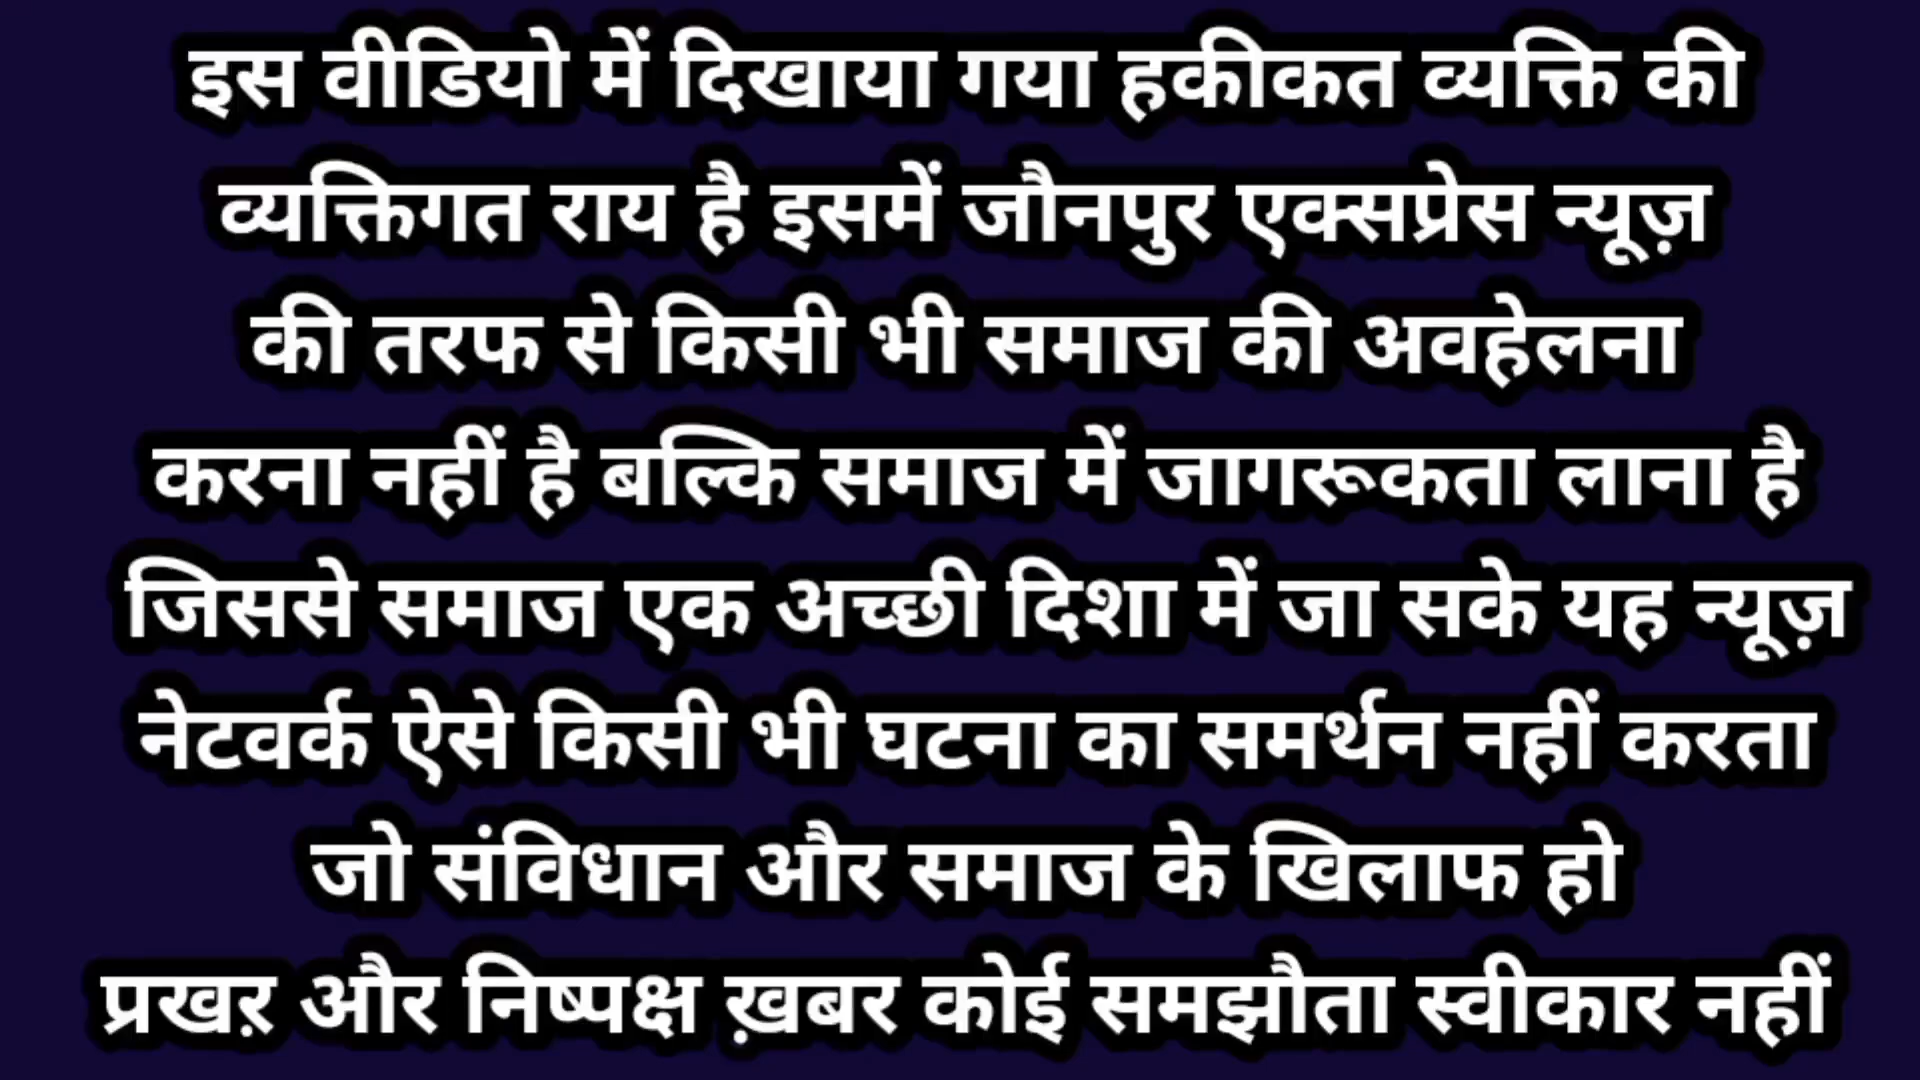 इस वीडियो में दिखाया गया हकीकत व्यक्ति की
व्यक्तिगत राय है इसमें जौनपुर एक्सप्रेस न्यूज़
की तरफ से किसी भी समाज की अवहेलना
करना नहीं है बल्कि समाज में जागरूकता लाना है
जिससे समाज एक अच्छी दिशा में जा सके यह न्यूज़
नेटवर्क ऐसे किसी भी घटना का समर्थन नहीं करता
जो संविधान और समाज के खिलाफ हो
प्रखऱ और निष्पक्ष ख़बर कोई समझौता स्वीकार नहीं